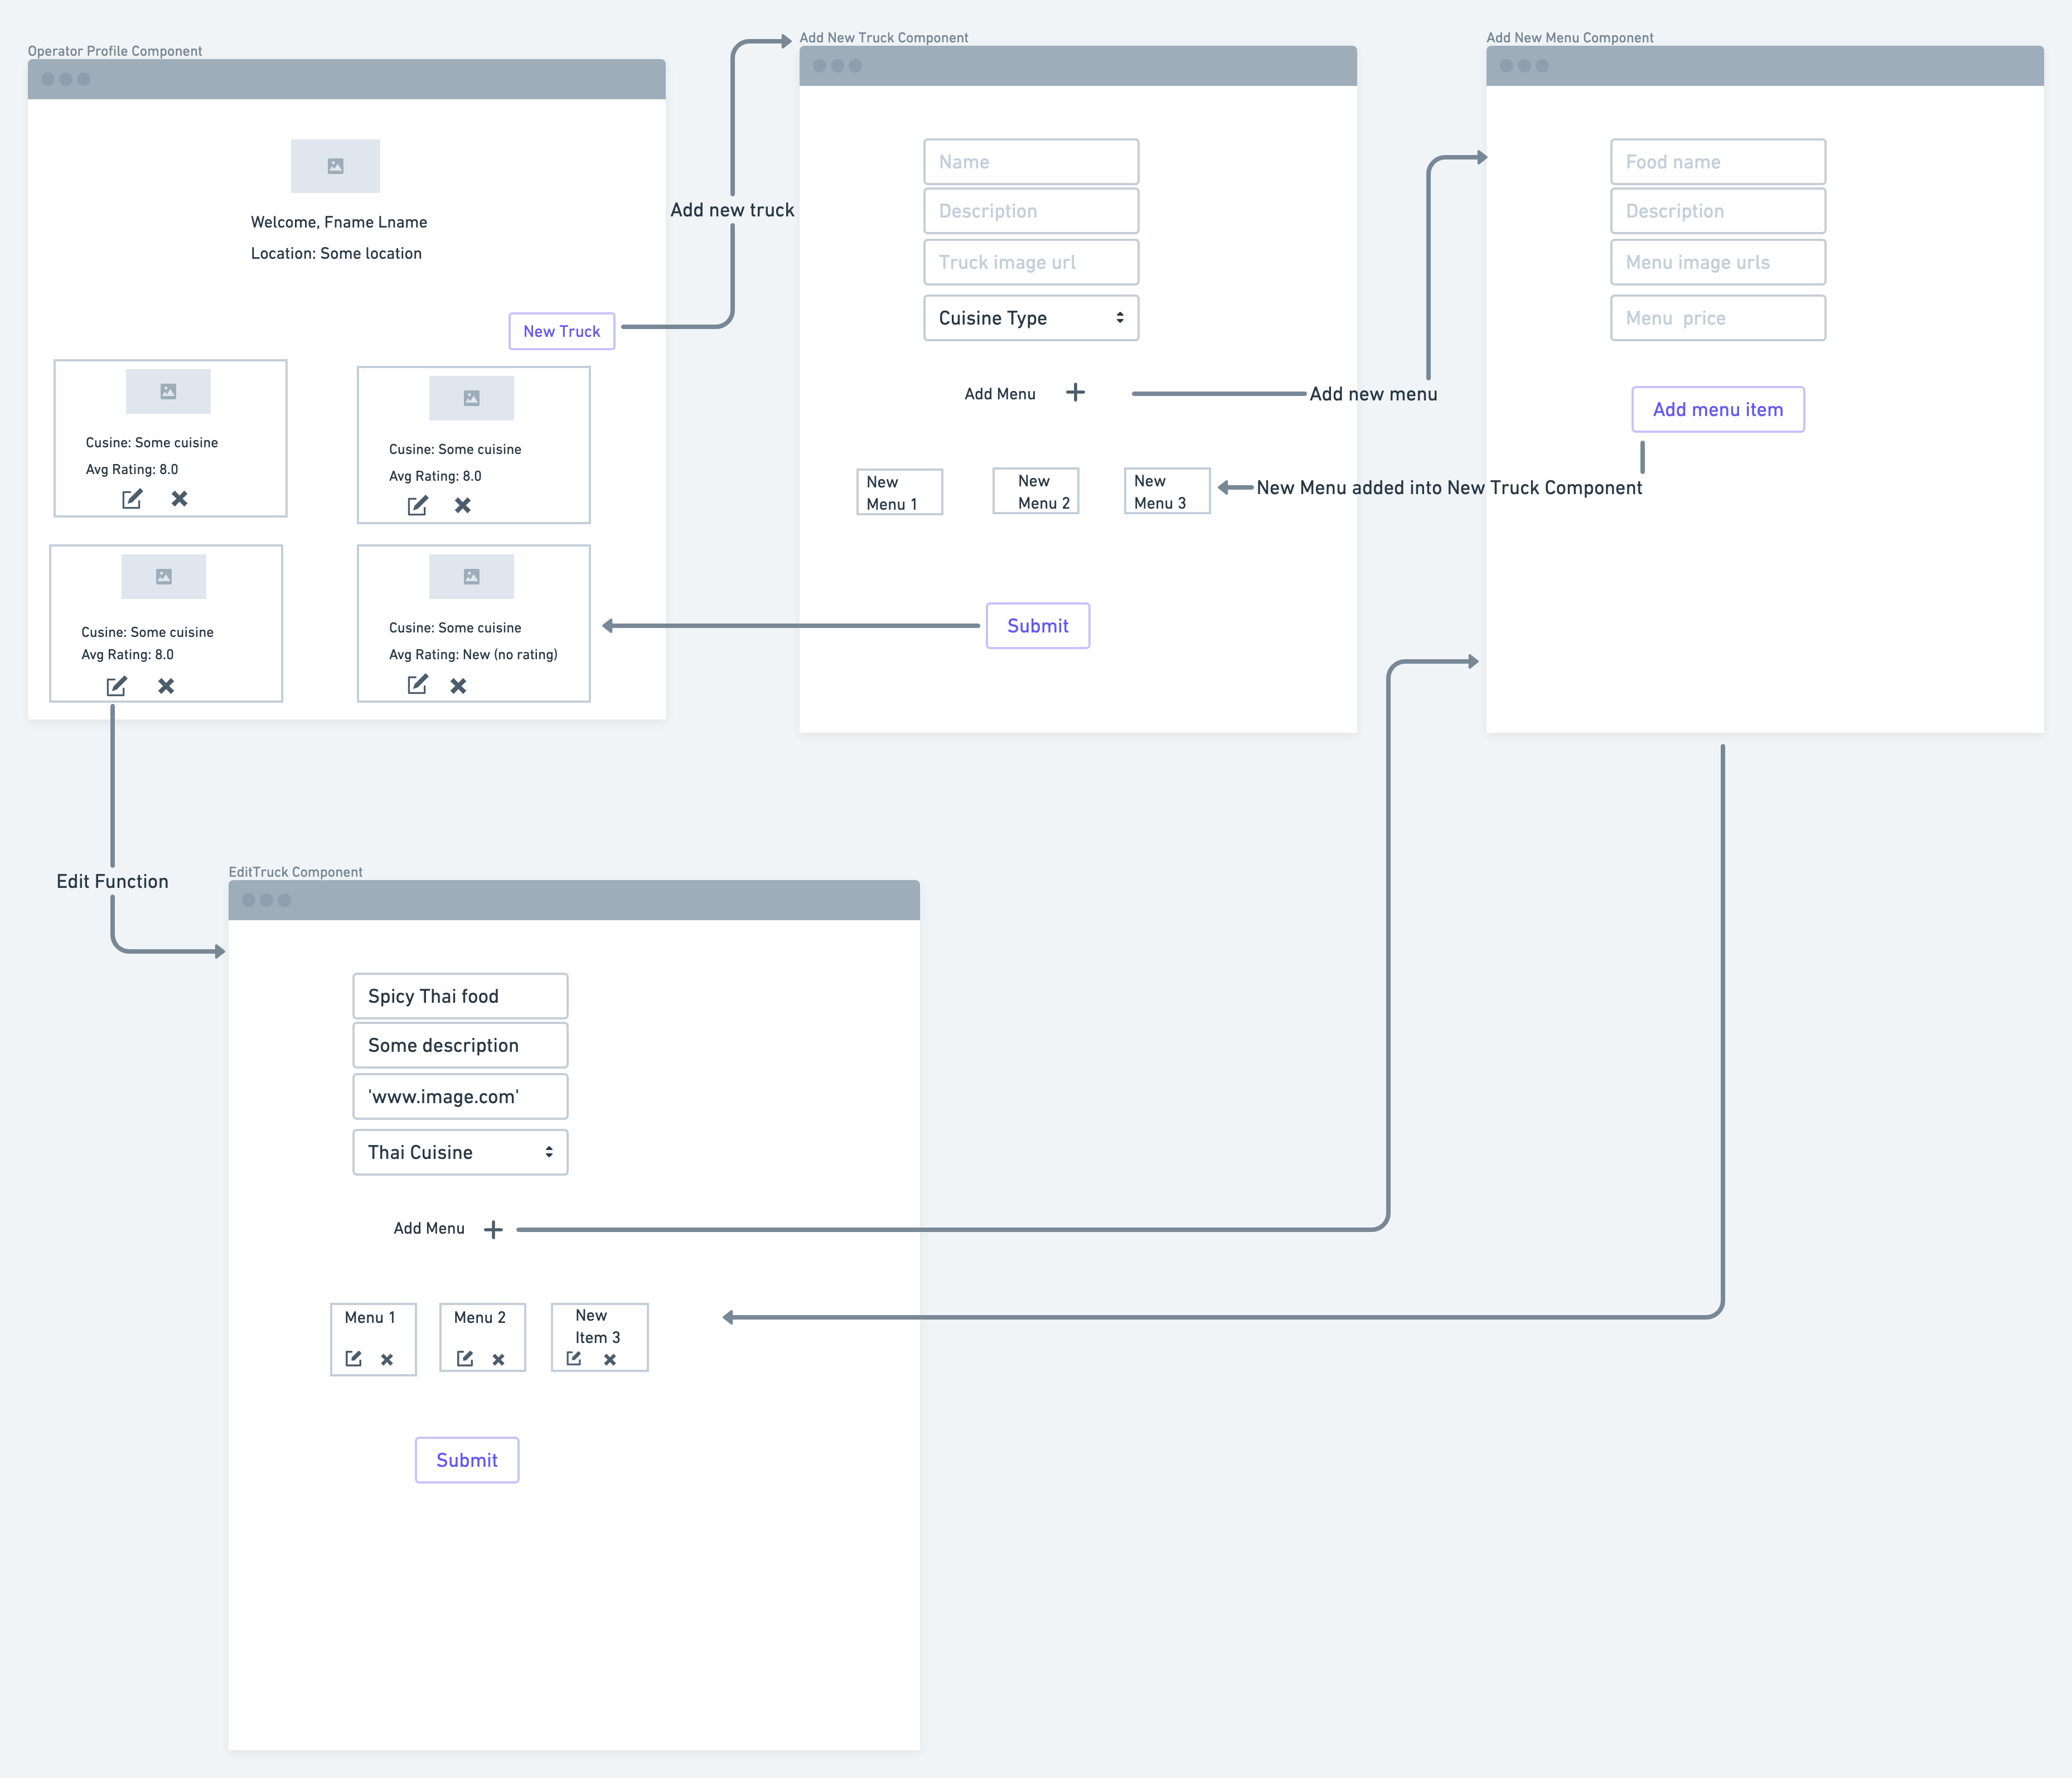 Operator Profile Component
Welcome, Fname Lname
Location: Some location
New Truck
Cusine: Some cuisine
Avg Rating: 8.0
Cusine: Some cuisine
Avg Rating: 8.0
Cusine: Some cuisine
Avg Rating: 8.0
Cusine: Some cuisine
Avg Rating: New (no rating)
Add new truck
Add New Truck Component
Name
Description
Truck image url
Cuisine Type
Add Menu
Add new menu
New
Menu 1
New
Menu 2
New
Menu 3
New Menu added into New Truck Component
Submit
Add New Menu Component
Food name
Description
Menu image urls
Menu  price
Add menu item
Edit Function
EditTruck Component
Spicy Thai food
Some description
'www.image.com'
Thai Cuisine
Add Menu
Menu 1
Menu 2
New
Item 3
Submit